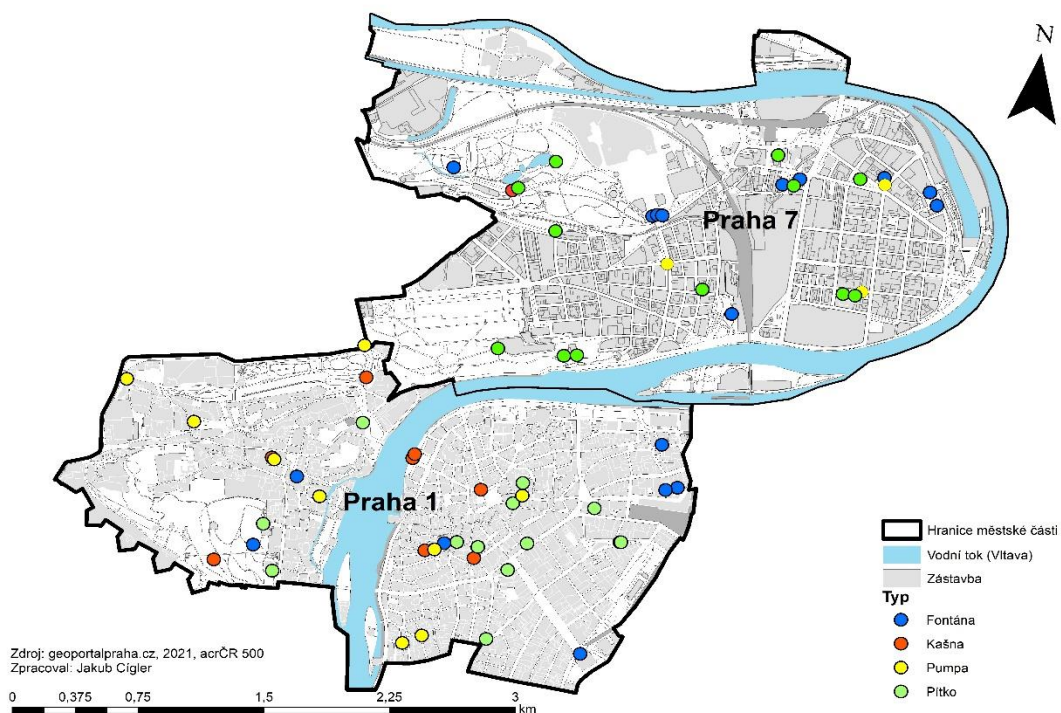 N
Praha 7
Praha 1
Hranice městské části
Vodní tok (Vltava)
Zástavba
Typ
Fontána
Kašna
Pumpa
Pítko
Zdroj: geoportalpraha.cz, 2021, acrČR 500
Zpracoval: Jakub Cígler
0 0,375 0,75 1,5 2,25 3
km